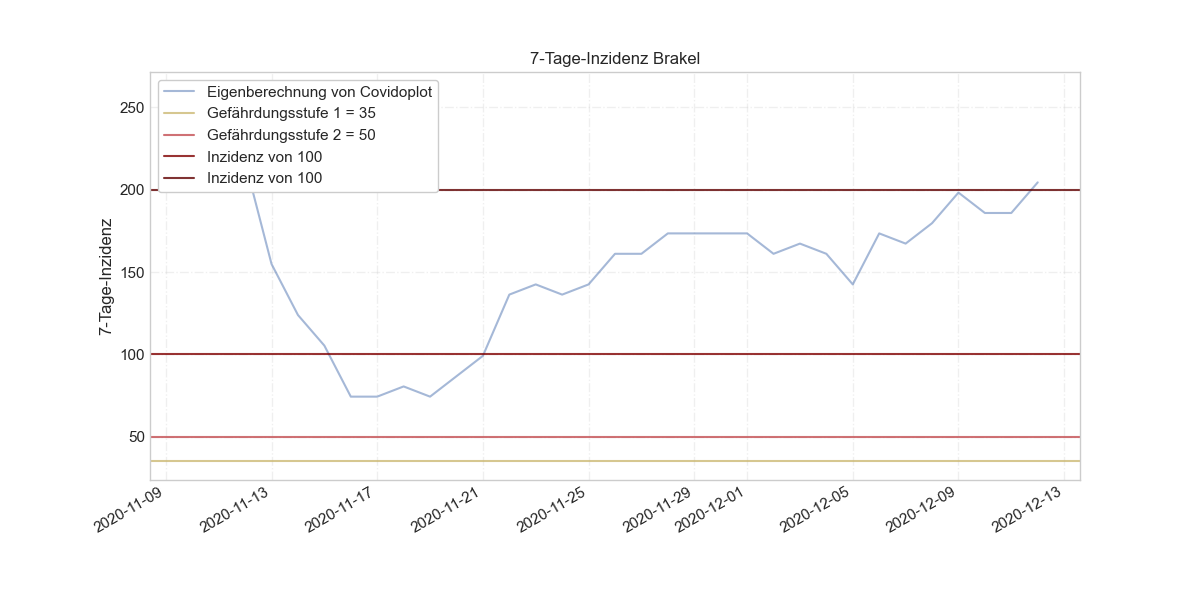 7-Tage-Inzidenz Brakel
Eigenberechnung von Covidoplot
Gefährdungsstufe 1 = 35
Gefährdungsstufe 2 = 50
Inzidenz von 100
Inzidenz von 100
7-Tage-Inzidenz
250
200
150
100
50
2020-11-09
2020-11-13
2020-11-17
2020-11-21
2020-11-25
2020-11-29
2020-12-01
2020-12-05
2020-12-09
2020-12-13